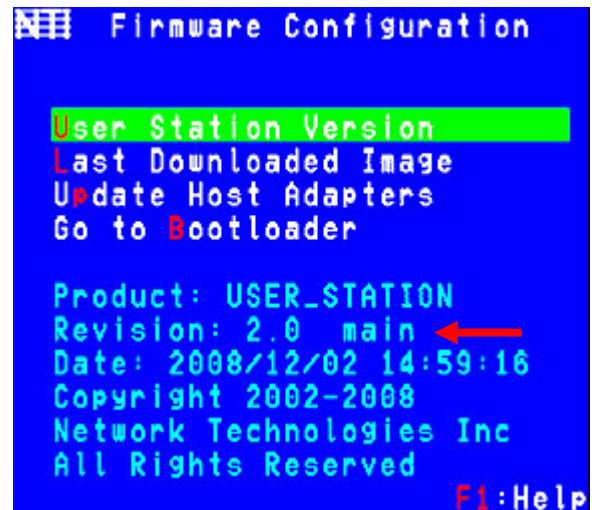 NTI Firmware Configuration
User Station Version
Last Downloaded Image
Update Host Adapters
Go to Bootloader
Product: USER_STATION
Revision: 2.0 main
Date: 2008/12/02 14:59:16
Copyright 2002-2008
Network Technologies Inc
All Rights Reserved
F1:Help